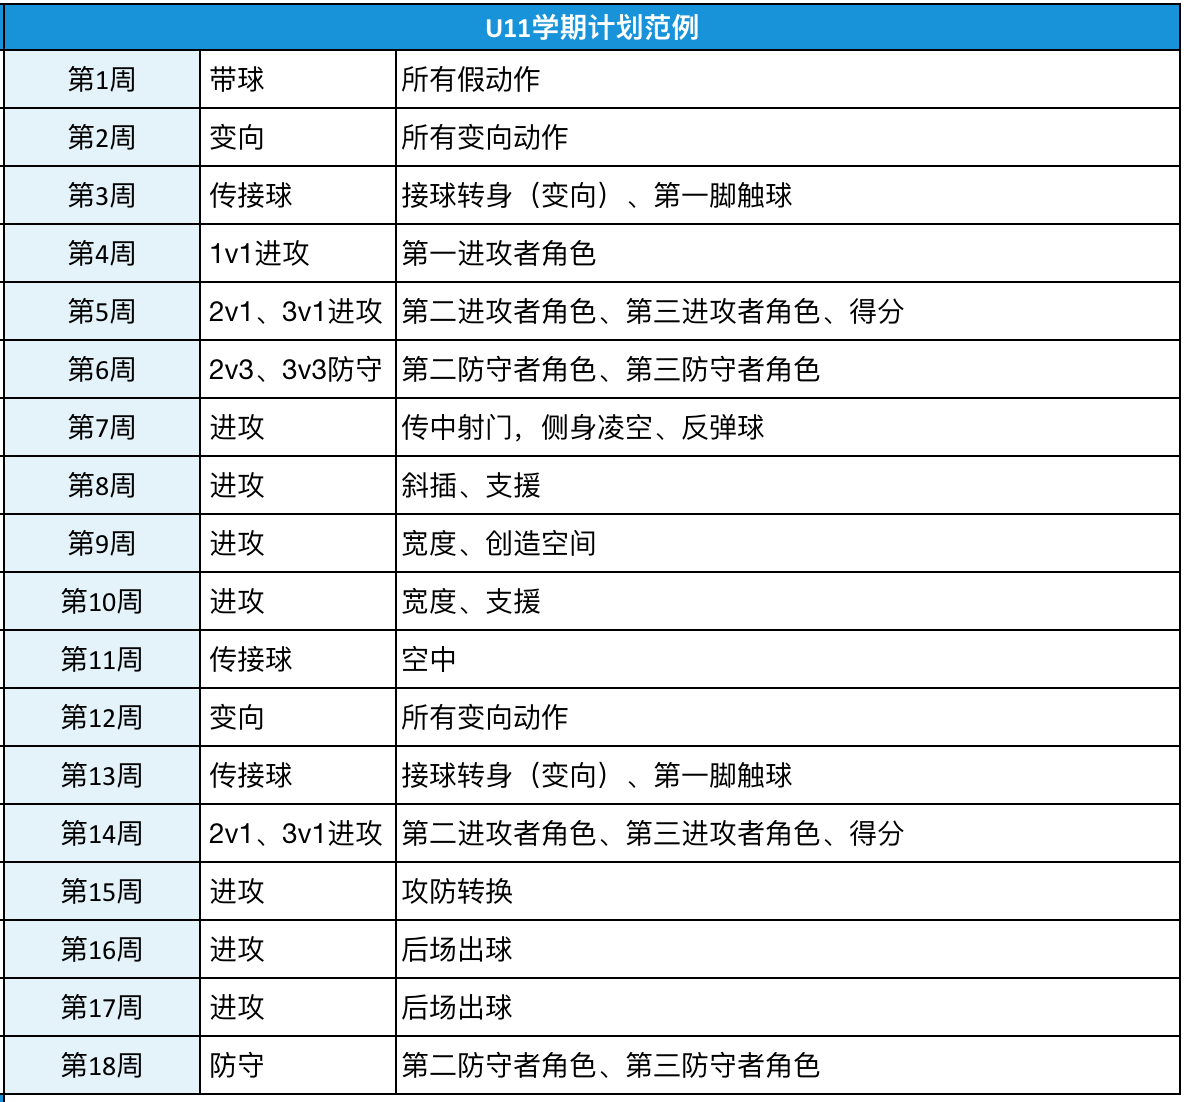 U11学期计划范例
第1周 带球 所有假动作
第2周 变向 所有变向动作
第3周 传接球 接球转身（变向）、第一脚触球
第4周 1v1进攻 第一进攻者角色
第5周 2v1、3v1进攻 第二进攻者角色、第三进攻者角色、得分
第6周 2v3、3v3防守 第二防守者角色、第三防守者角色
第7周 进攻 传中射门，侧身凌空、反弹球
第8周 进攻 斜插、支援
第9周 进攻 宽度、创造空间
第10周 进攻 宽度、支援
第11周 传接球 空中
第12周 变向 所有变向动作
第13周 传接球 接球转身（变向）、第一脚触球
第14周 2v1、3v1进攻 第二进攻者角色、第三进攻者角色、得分
第15周 进攻 攻防转换
第16周 进攻 后场出球
第17周 进攻 后场出球
第18周 防守 第二防守者角色、第三防守者角色